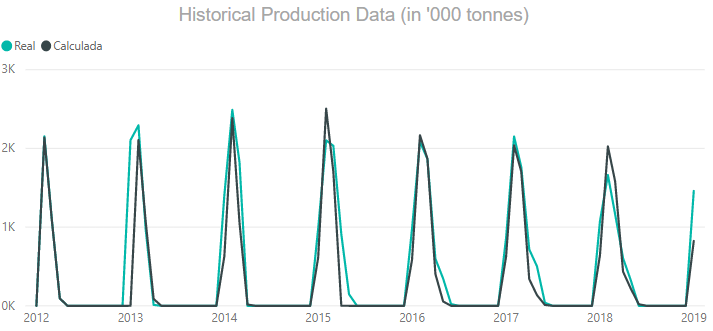 Historical Production Data (in '000 tonnes)
Real Calculada
3K
2K
1K
0K
2012 2013 2014 2015 2016 2017 2018 2019